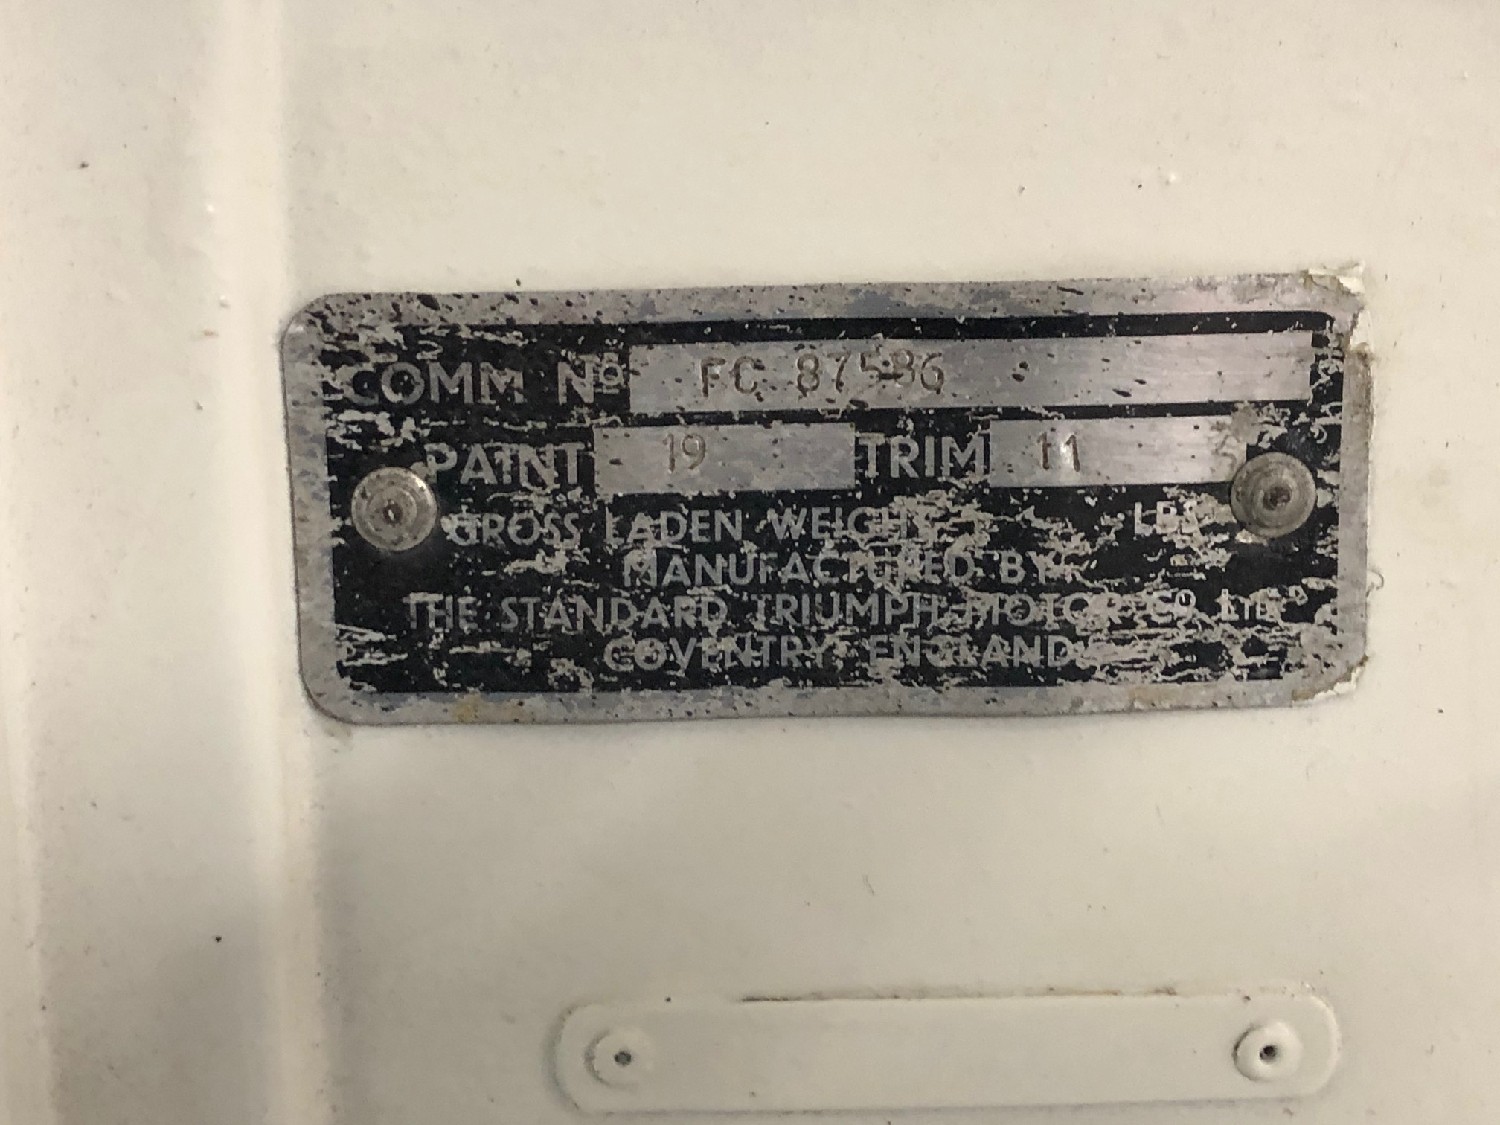 COMM Nº FC 87586
PAINT 19 TRIM 11
GROSS LADEN WEIGHT LBS
MANUFACTURED BY
THE STANDARD TRIUMPH MOTOR CO LTD
COVENTRY, ENGLAND